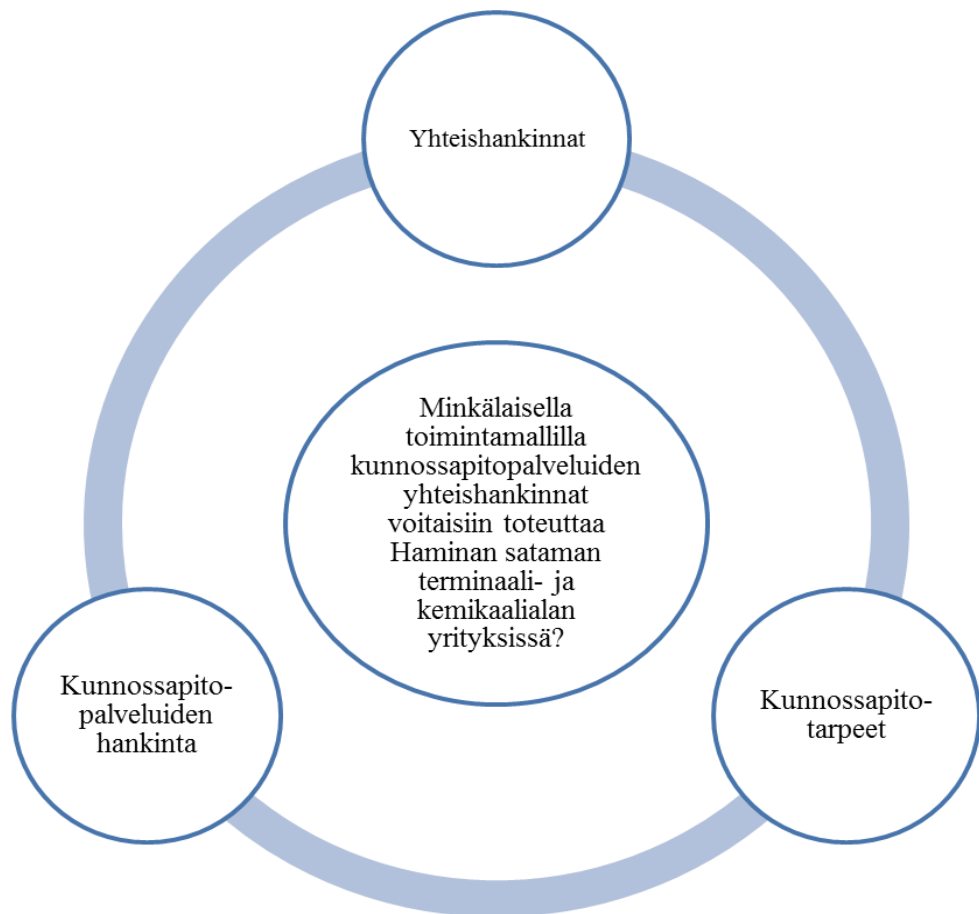 Yhteishankinnat
Minkälaisella
toimintamallilla
kunnossapitopalveluiden
yhteishankinnat
voitaisiin toteuttaa
Haminan sataman
terminaali- ja
kemikaalialan
yrityksissä?
Kunnossapito-
palveluiden
hankinta
Kunnossapito-
tarpeet